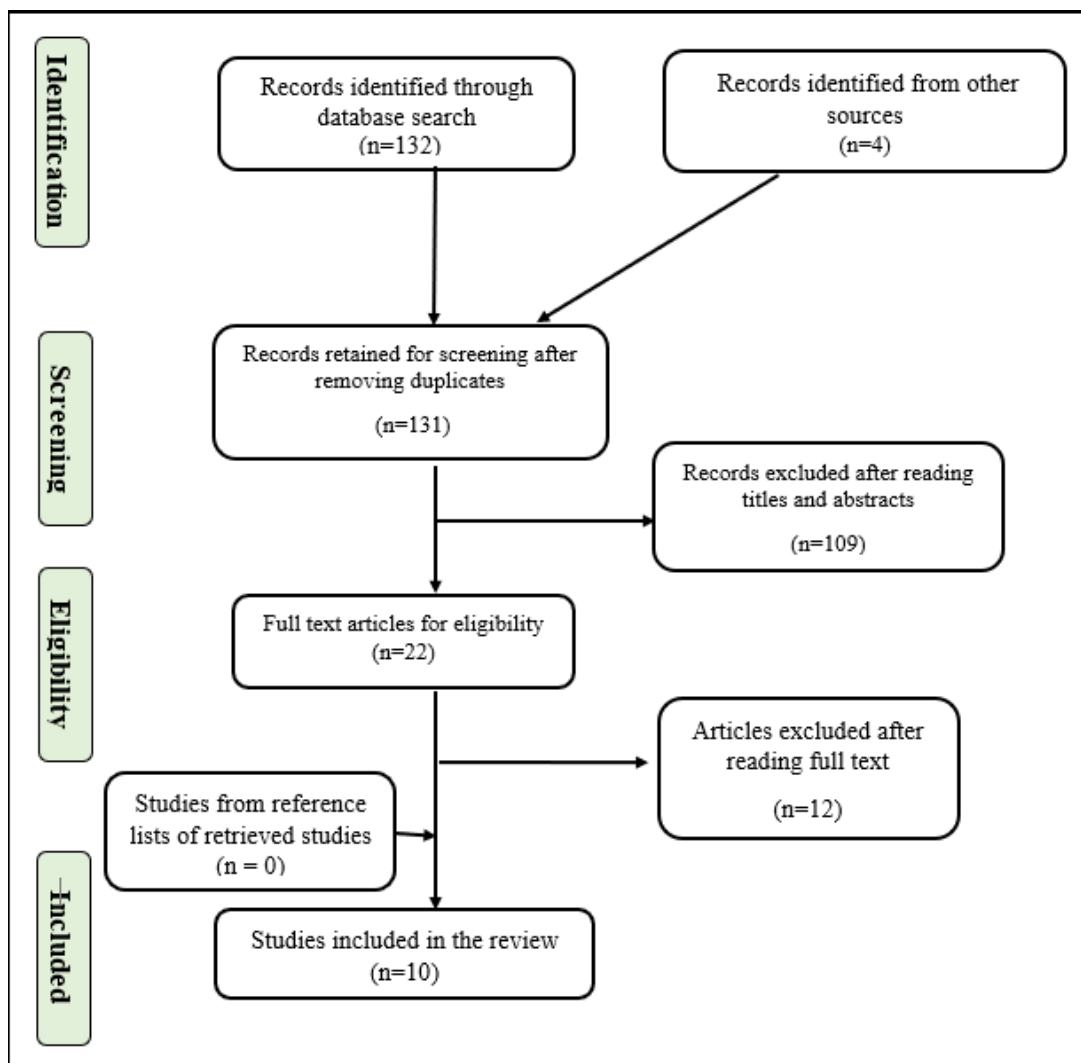 Identification
Records identified through
database search
(n=132)
Records identified from other
sources
(n=4)
Screening
Records retained for screening after
removing duplicates
(n=131)
Records excluded after reading
titles and abstracts
(n=109)
Eligibility
Full text articles for eligibility
(n=22)
Articles excluded after
reading full text
(n=12)
Studies from reference
lists of retrieved studies
(n = 0)
Included
Studies included in the review
(n=10)